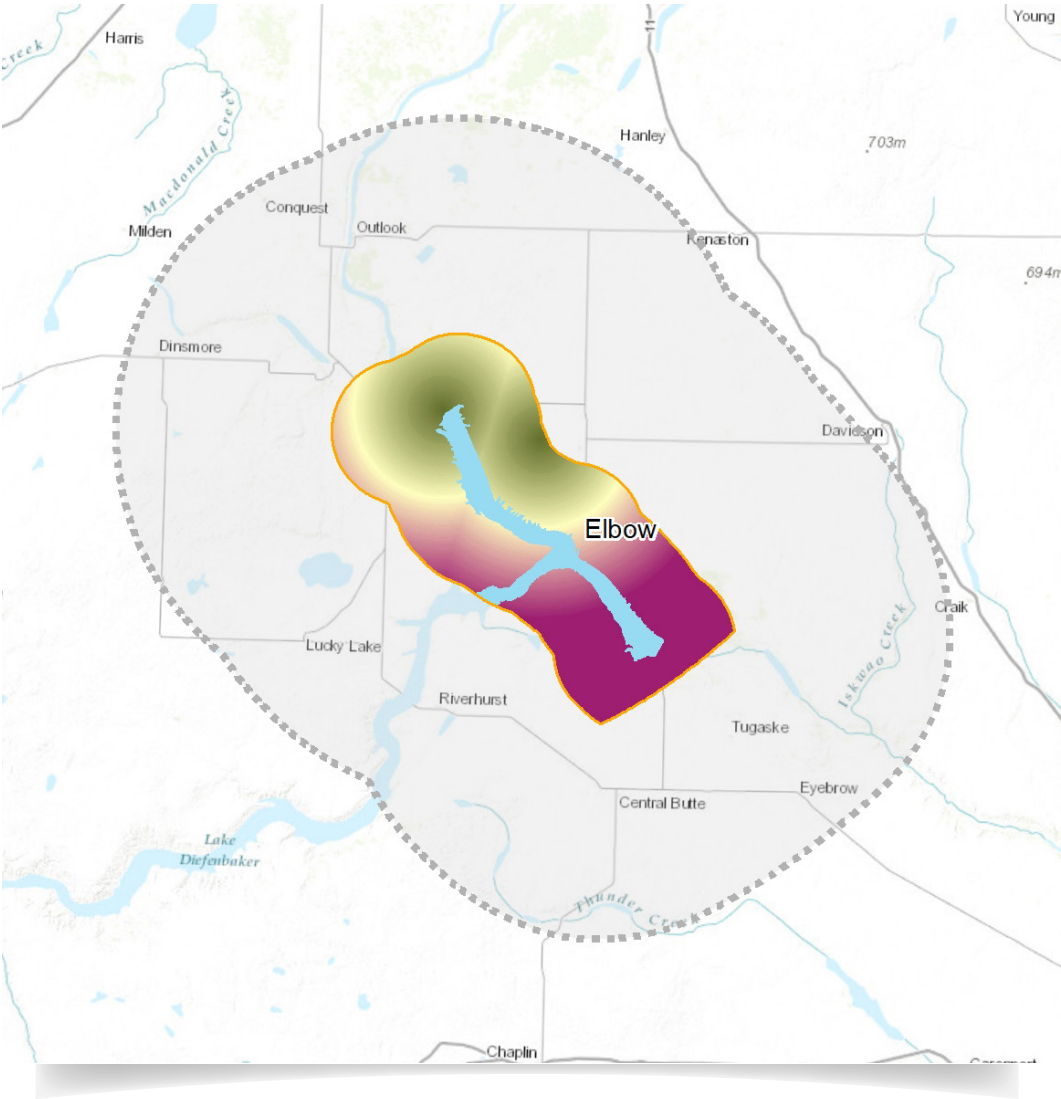 Young
Harris
Creek
11
Hanley
703m
Macdonald Creek
Conquest
Milden
Outlook
Kenaston
694m
Dinsmore
Davidson
Elbow
Craik
Iskwao Creek
Lucky Lake
Riverhurst
Tugaske
Eyebrow
Central Butte
Lake
Diefenbaker
Thunder Creek
Chaplin